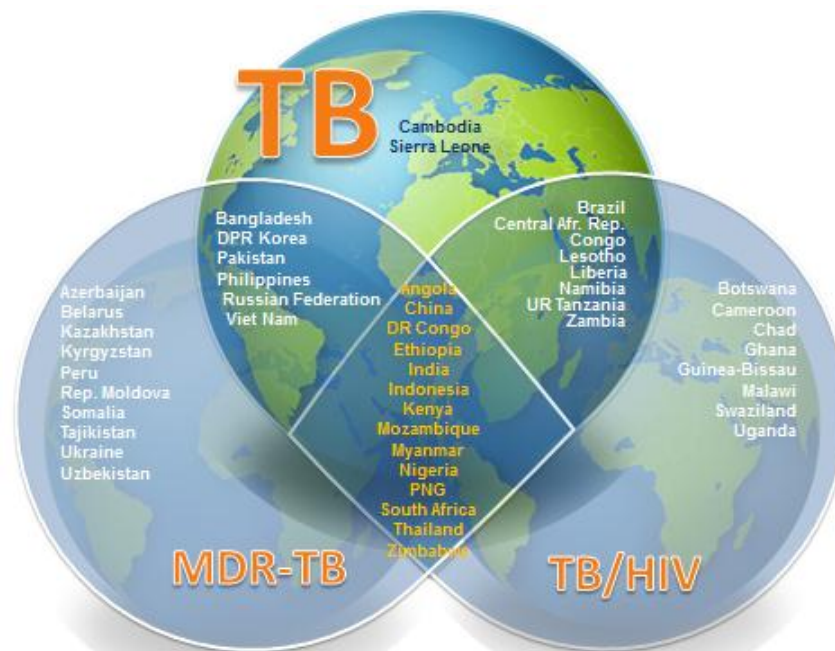 TB
Cambodia
Sierra Leone
Bangladesh
DPR Korea
Pakistan
Philippines
Russian Federation
Viet Nam
Brazil
Central Afr. Rep.
Congo
Lesotho
Liberia
Namibia
UR Tanzania
Zambia
Azerbaijan
Belarus
Kazakhstan
Kyrgyzstan
Peru
Rep. Moldova
Somalia
Tajikistan
Ukraine
Uzbekistan
Angola
China
DR Congo
Ethiopia
India
Indonesia
Kenya
Mozambique
Myanmar
Nigeria
PNG
South Africa
Thailand
Zimbabwe
Botswana
Cameroon
Chad
Ghana
Guinea-Bissau
Malawi
Swaziland
Uganda
MDR-TB
TB/HIV